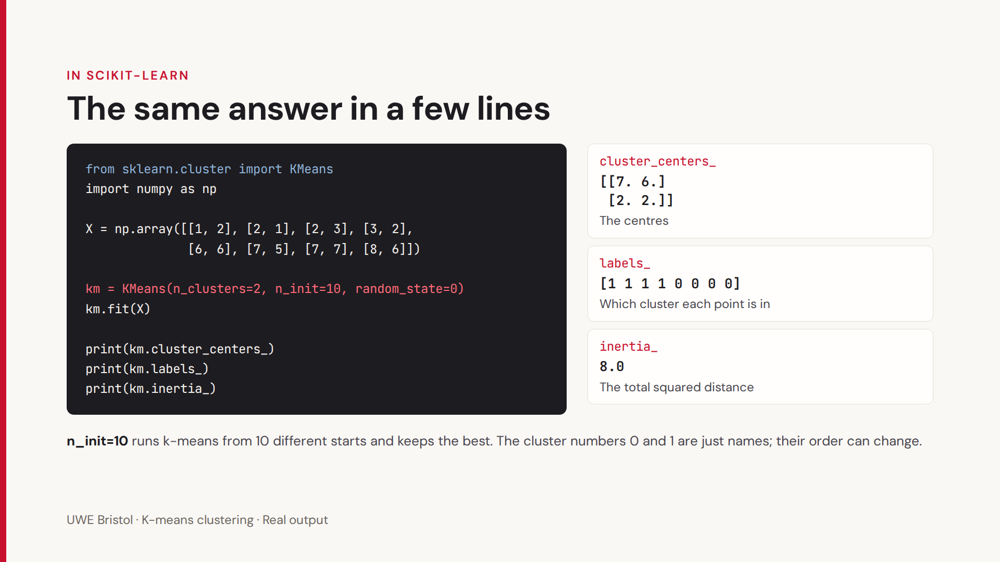 IN SCIKIT-LEARN
The same answer in a few lines
from sklearn.cluster import KMeans
import numpy as np
X = np.array([[1, 2], [2, 1], [2, 3], [3, 2],
              [6, 6], [7, 5], [7, 7], [8, 6]])
km = KMeans(n_clusters=2, n_init=10, random_state=0)
km.fit(X)
print(km.cluster_centers_)
print(km.labels_)
print(km.inertia_)
cluster_centers_
[[7. 6.]
 [2. 2.]]
The centres
labels_
[1 1 1 1 0 0 0 0]
Which cluster each point is in
inertia_
8.0
The total squared distance
n_init=10 runs k-means from 10 different starts and keeps the best. The cluster numbers 0 and 1 are just names; their order can change.
UWE Bristol · K-means clustering · Real output